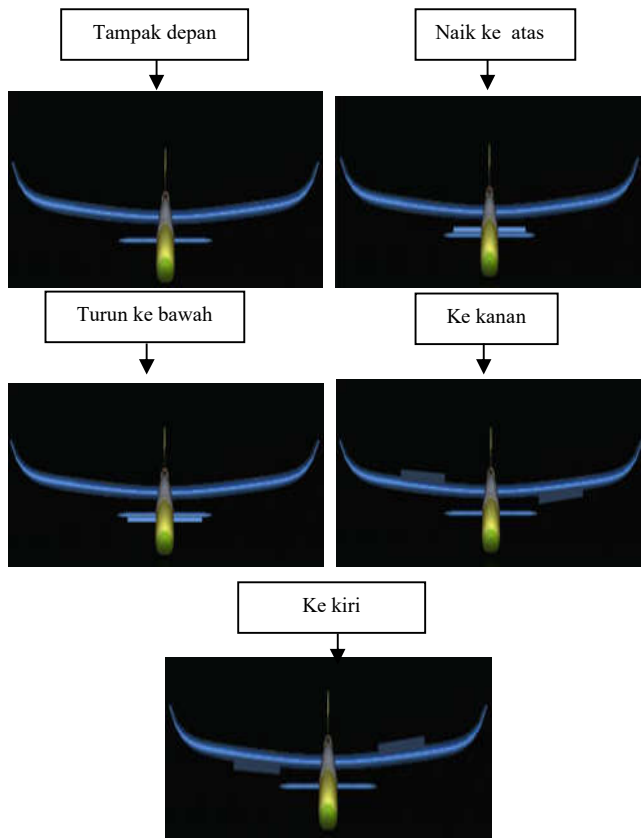 Tampak depan
Naik ke atas
Turun ke bawah
Ke kanan
Ke kiri